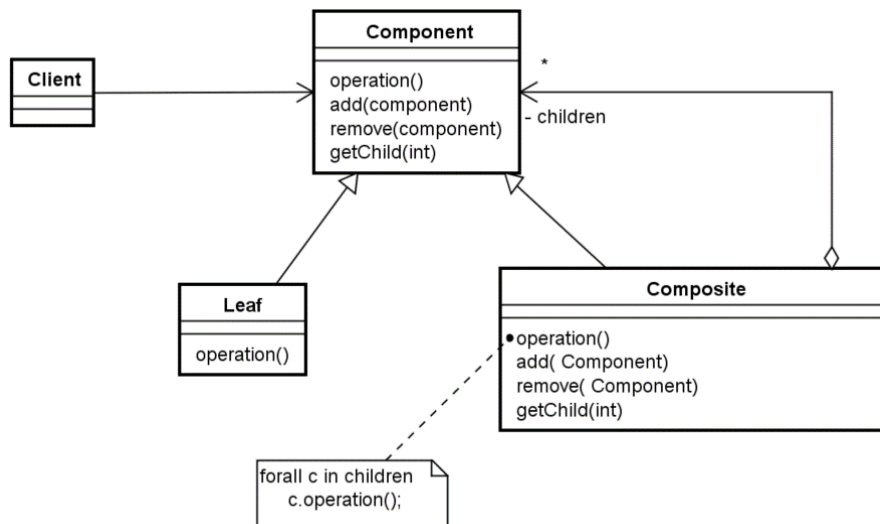 Component
Client
operation()
add(component)
remove(component)
getChild(int)
*
- children
Leaf
operation()
Composite
operation()
add( Component)
remove( Component)
getChild(int)
forall c in children
c.operation();